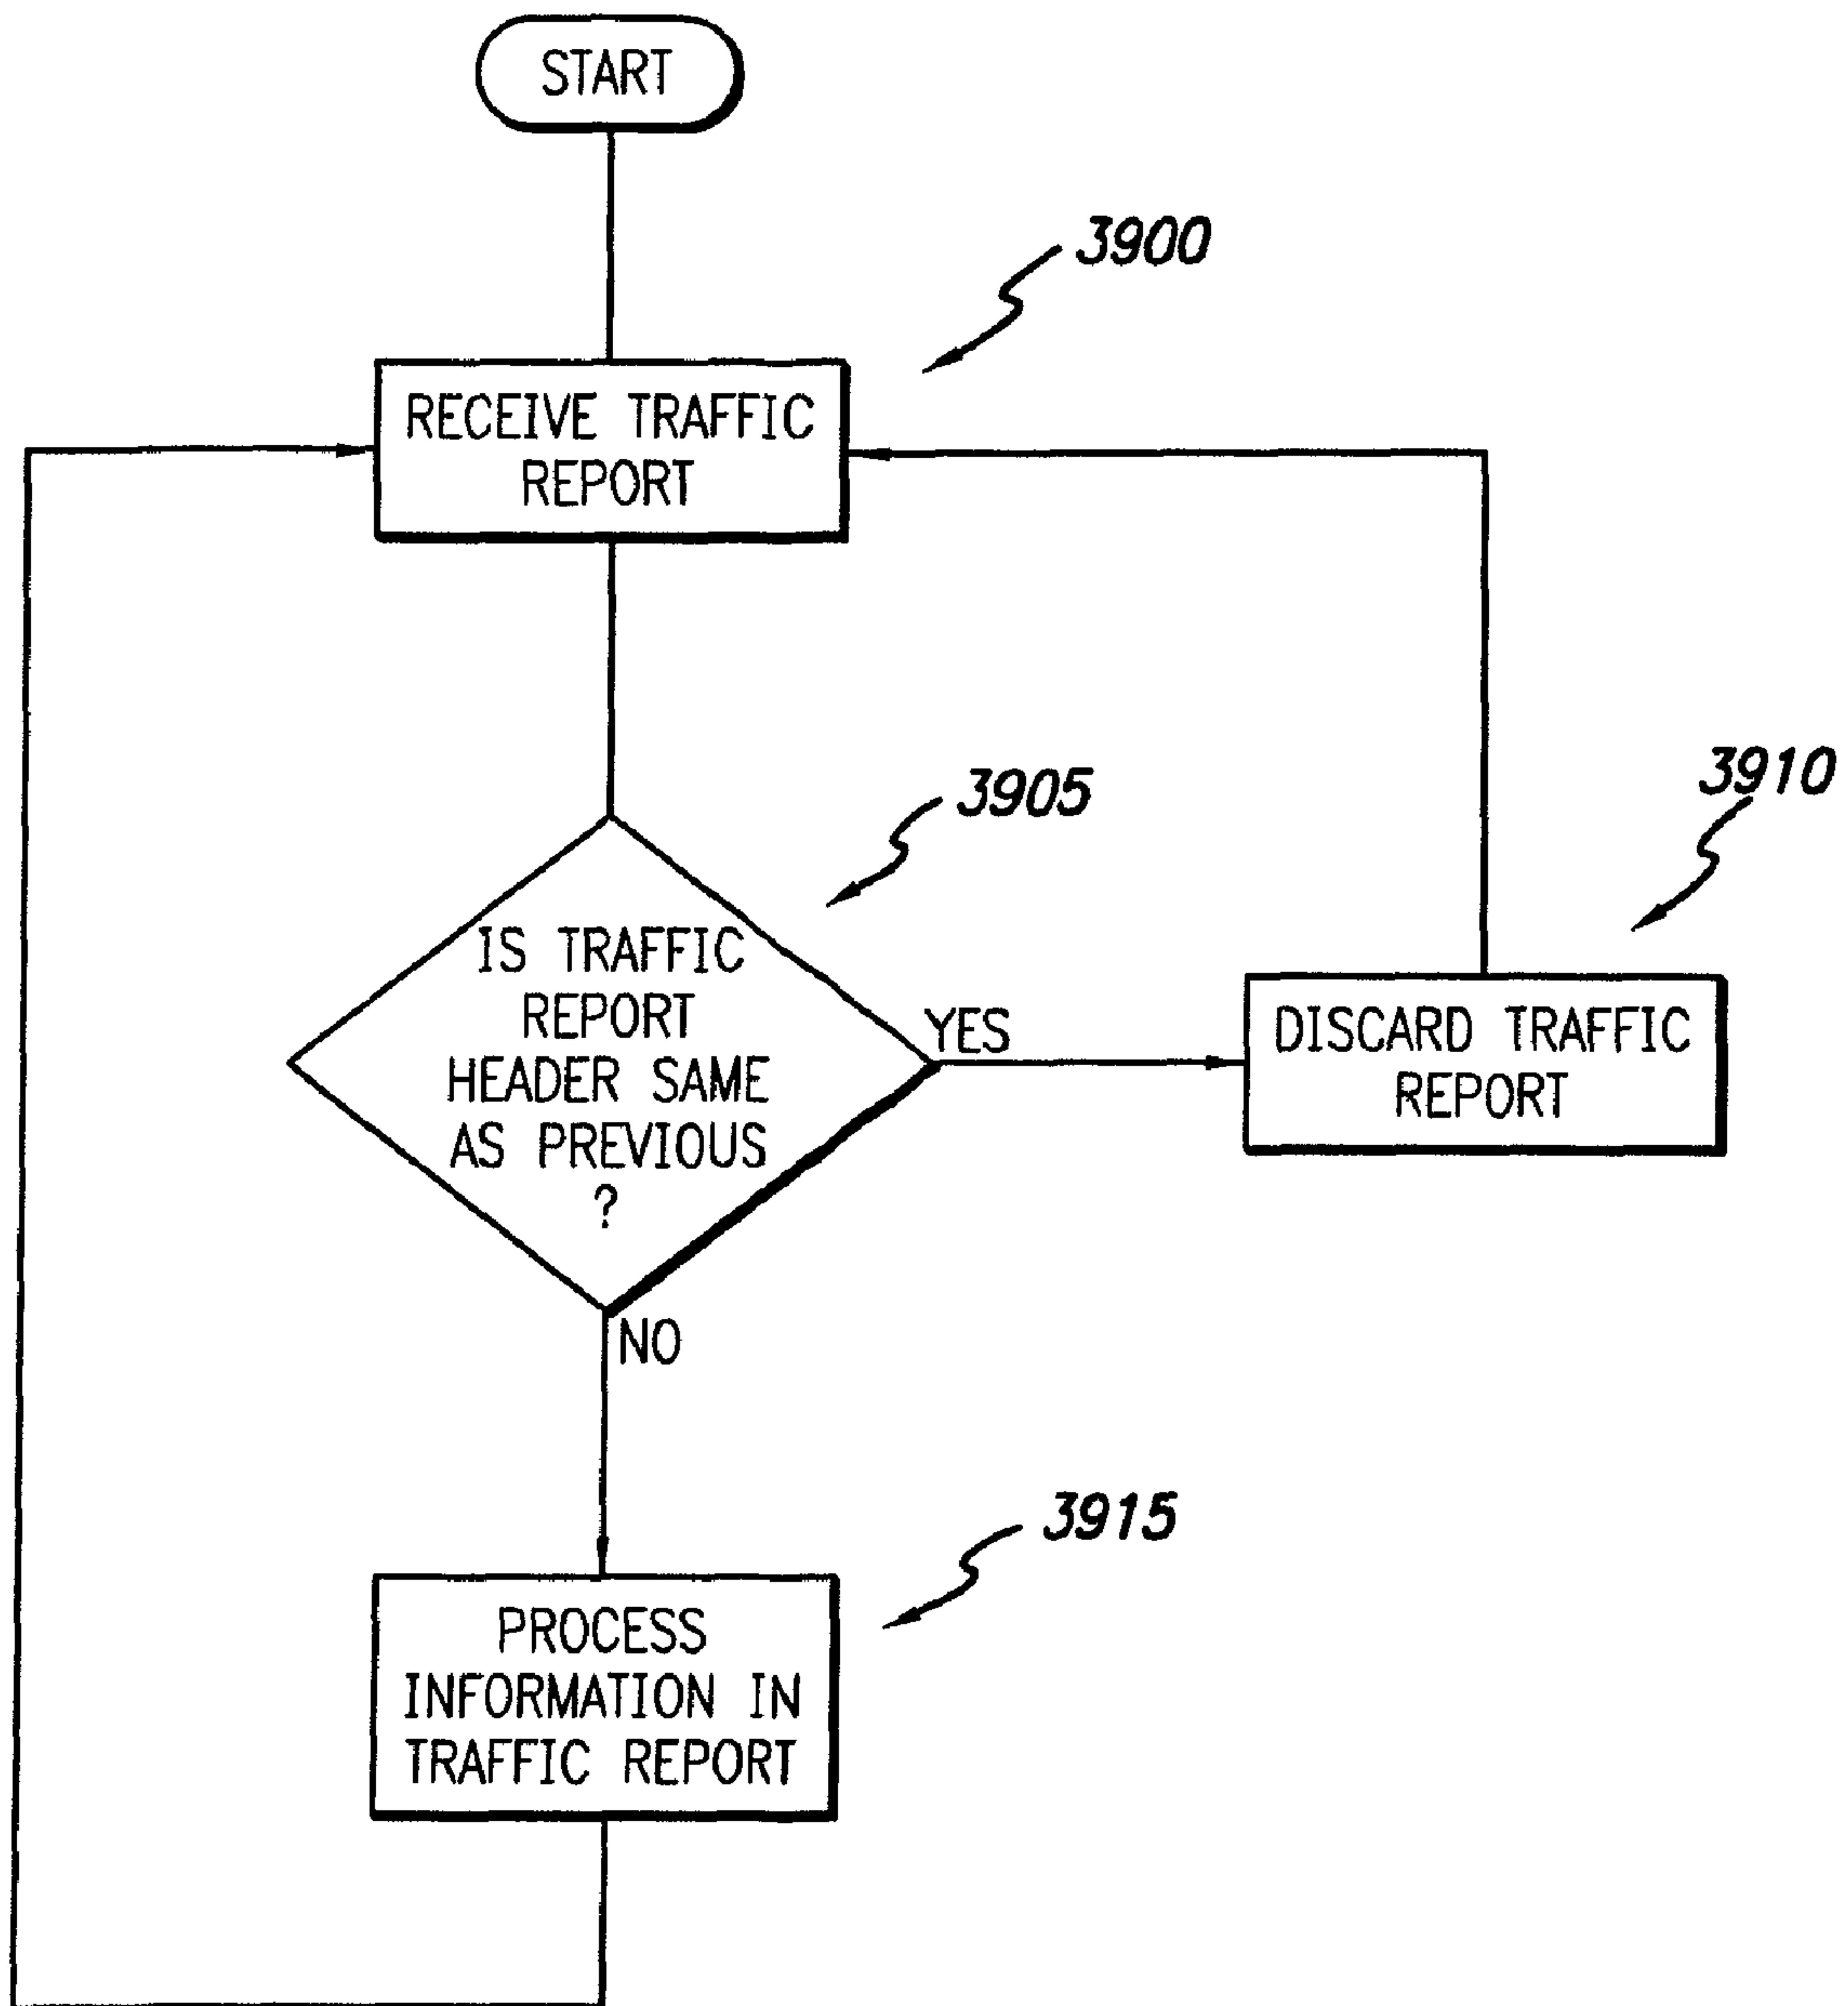 START
3900
RECEIVE TRAFFIC
REPORT
3905
3910
IS TRAFFIC
REPORT
HEADER SAME
AS PREVIOUS
?
YES
DISCARD TRAFFIC
REPORT
NO
3915
PROCESS
INFORMATION IN
TRAFFIC REPORT